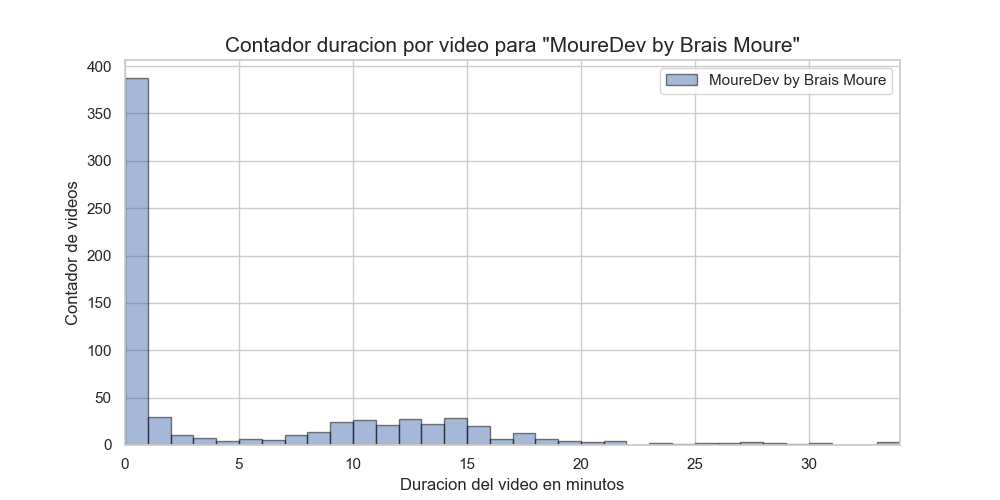 Contador duracion por video para "MoureDev by Brais Moure"
MoureDev by Brais Moure
Contador de videos
400
350
300
250
200
150
100
50
0
0 5 10 15 20 25 30
Duracion del video en minutos